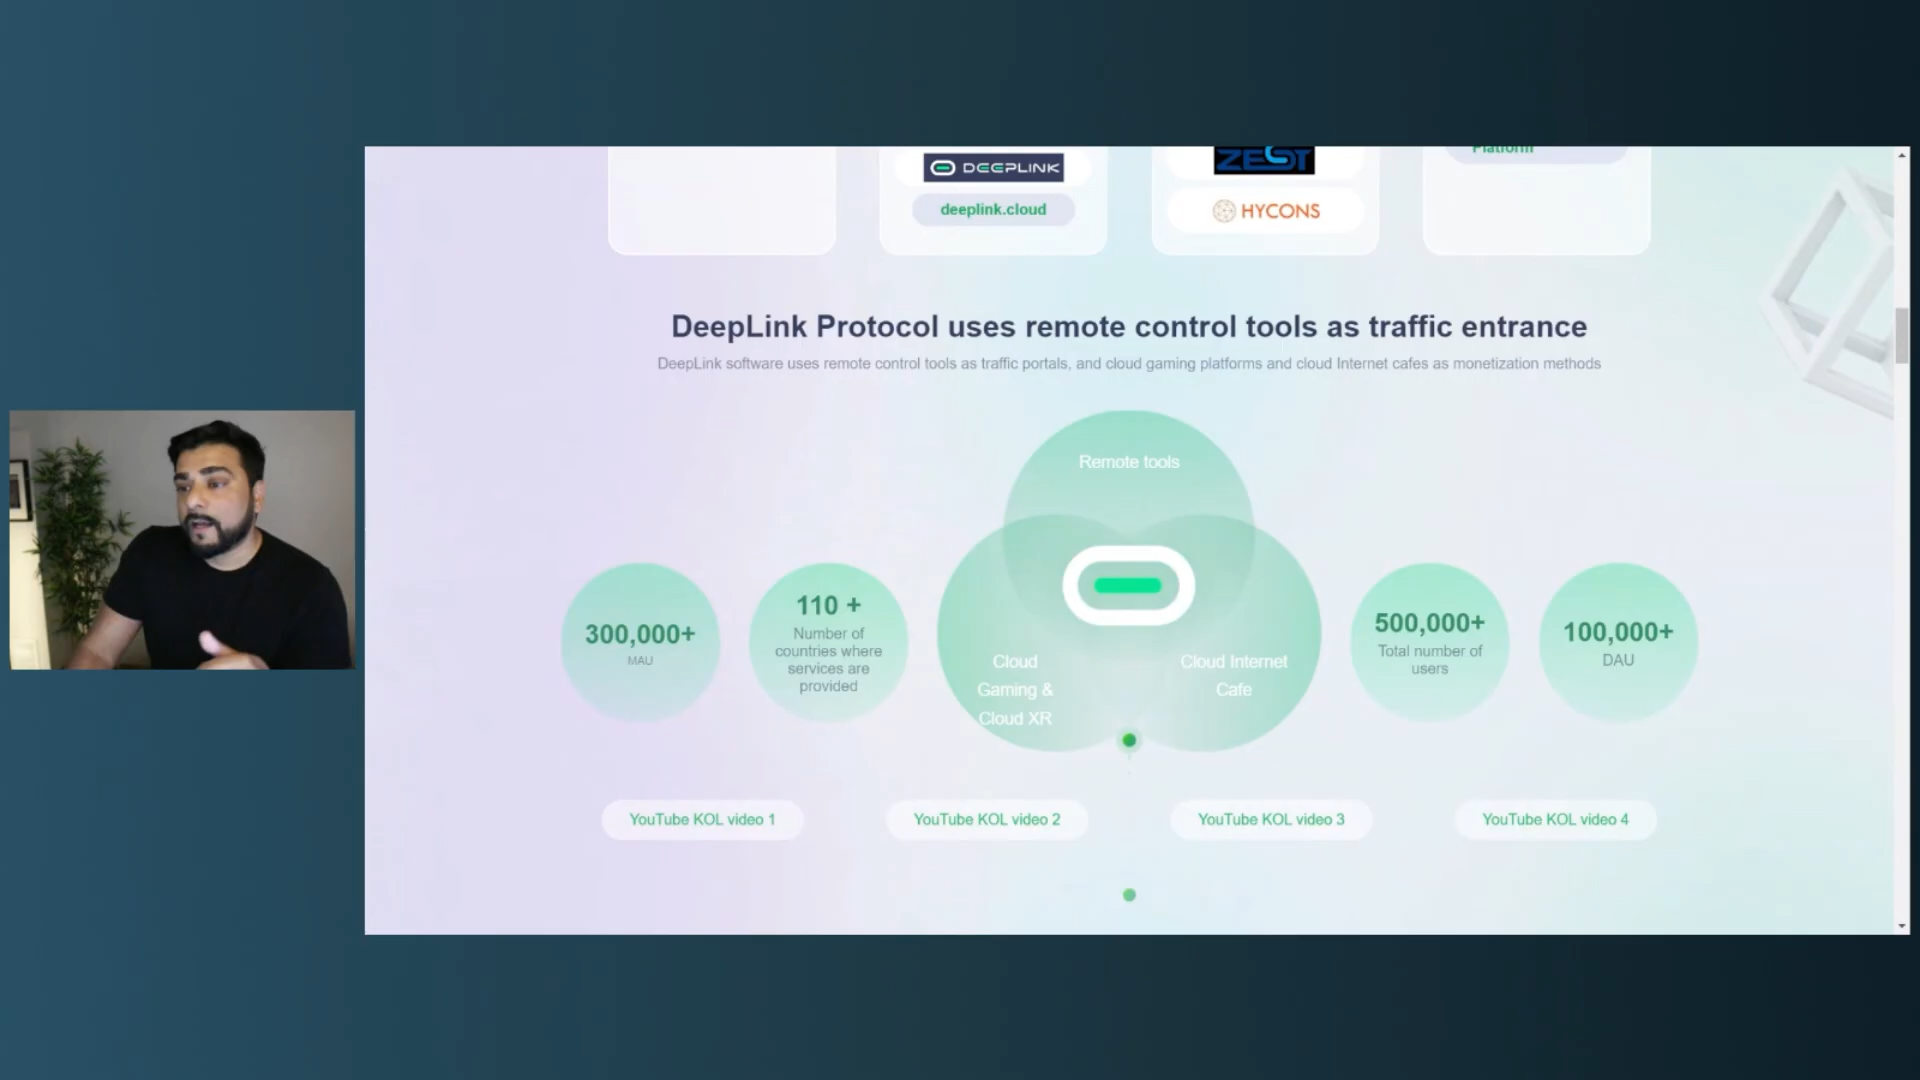 DEEPLINK
deeplink.cloud
ZEST
HYCONS
Platform
DeepLink Protocol uses remote control tools as traffic entrance
DeepLink software uses remote control tools as traffic portals, and cloud gaming platforms and cloud Internet cafes as monetization methods
Remote tools
300,000+
MAU
110 +
Number of
countries where
services are
provided
Cloud
Gaming &
Cloud XR
Cloud Internet
Cafe
500,000+
Total number of
users
100,000+
DAU
YouTube KOL video 1
YouTube KOL video 2
YouTube KOL video 3
YouTube KOL video 4